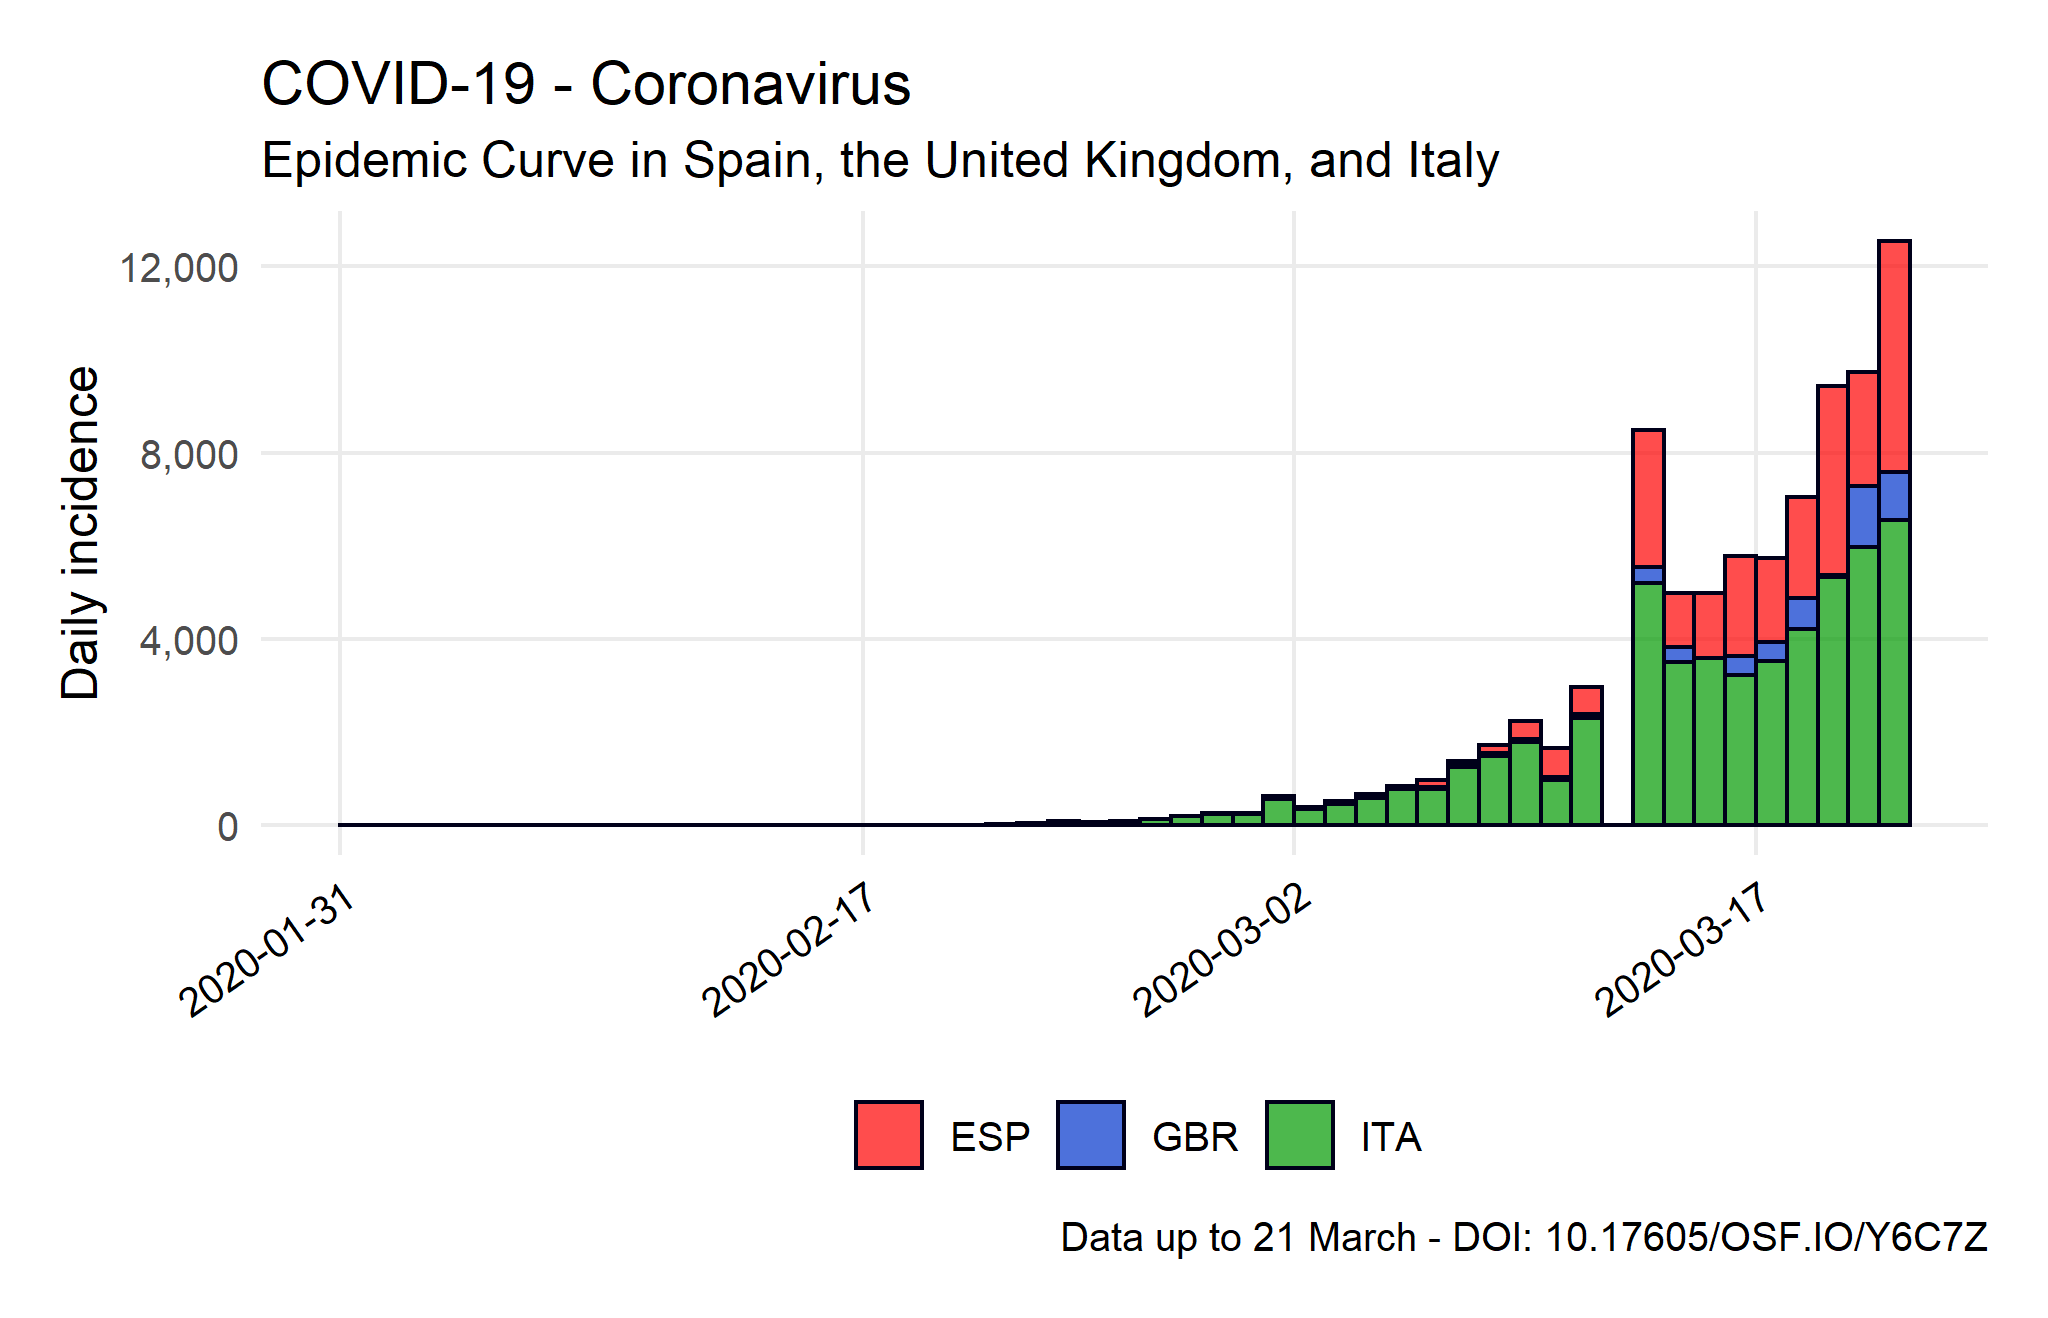 COVID-19 - Coronavirus
Epidemic Curve in Spain, the United Kingdom, and Italy
Daily incidence
12,000
8,000
4,000
0
2020-01-31
2020-02-17
2020-03-02
2020-03-17
ESP
GBR
ITA
Data up to 21 March - DOI: 10.17605/OSF.IO/Y6C7Z